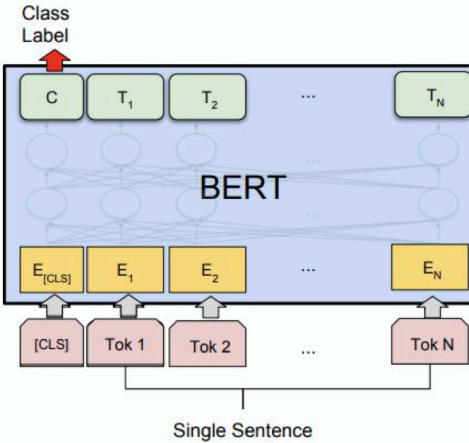 Class
Label
C T1 T2 ... TN
...
BERT
...
E[CLS] E1 E2 ... EN
[CLS] Tok 1 Tok 2 ... Tok N
Single Sentence